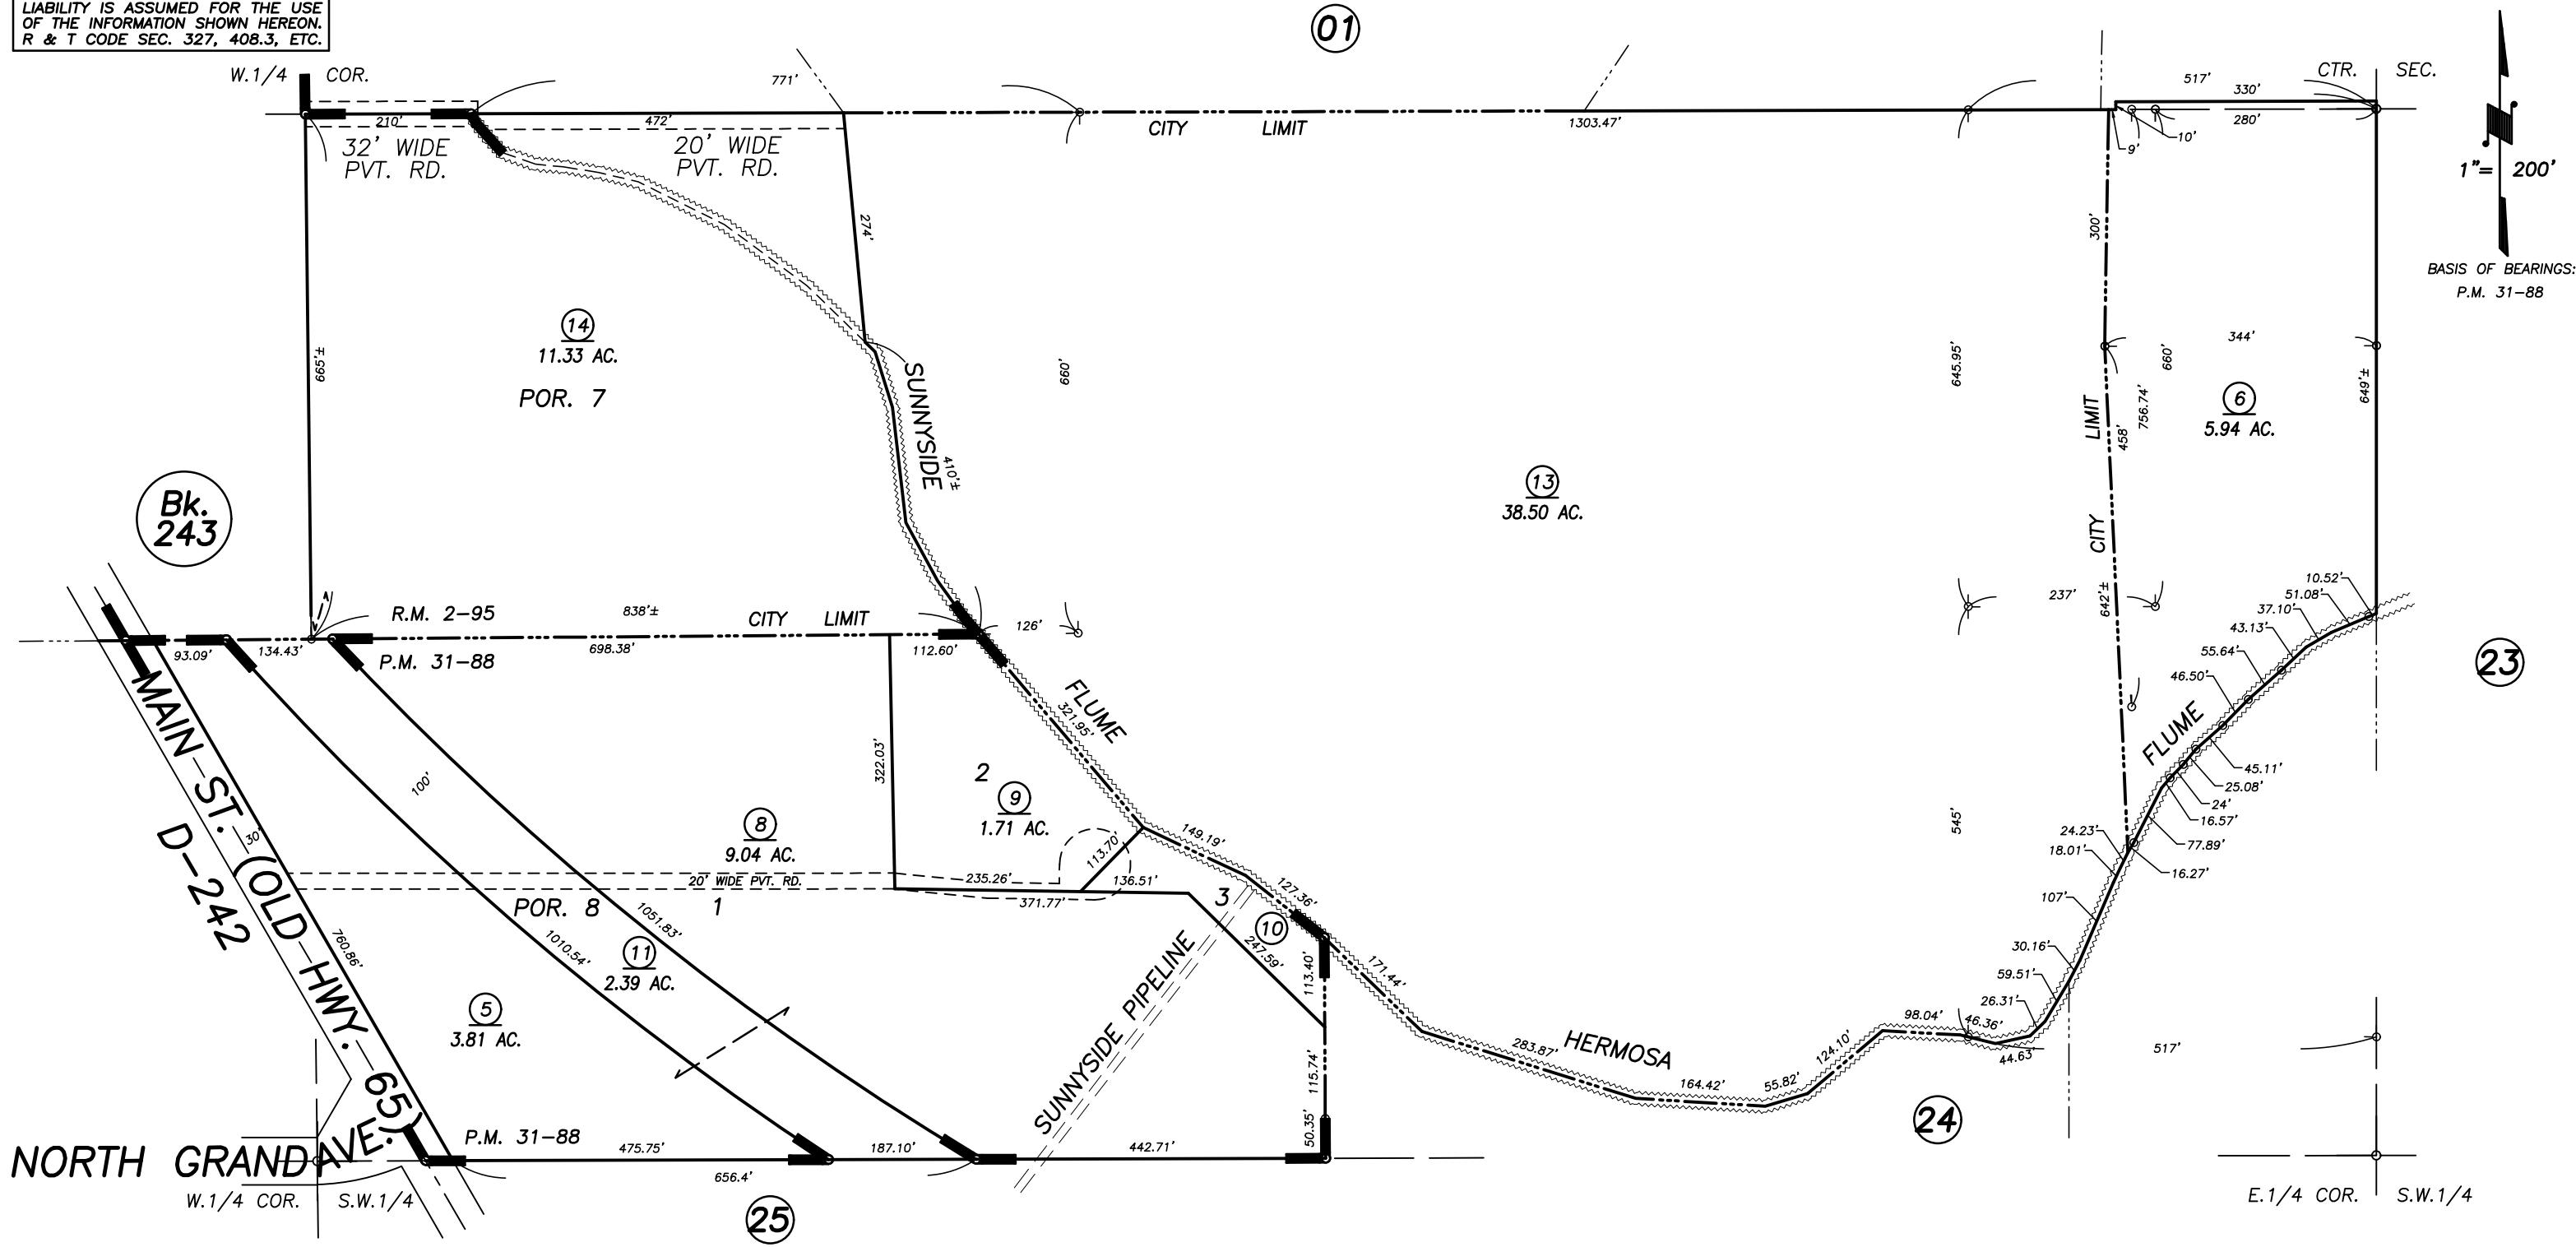 LIABILITY IS ASSUMED FOR THE USE
OF THE INFORMATION SHOWN HEREON.
R & T CODE SEC. 327, 408.3, ETC.
01
W.1/4 COR.
771'
517'
CTR. SEC.
330'
210'
472'
CITY LIMIT
1303.47'
280'
10'
9'
32' WIDE
PVT. RD.
20' WIDE
PVT. RD.
1"= 200'
BASIS OF BEARINGS:
P.M. 31-88
274'
300'
14
11.33 AC.
POR. 7
665'±
SUNNYSIDE
410'±
660'
645.95'
13
38.50 AC.
CITY LIMIT
458'
756.74'
660'
344'
649'±
6
5.94 AC.
642'±
Bk.
243
R.M. 2-95
838'±
CITY LIMIT
126'
237'
93.09'
134.43'
P.M. 31-88
698.38'
112.60'
10.52'
51.08'
37.10'
43.13'
55.64'
46.50'
23
FLUME
321.95'
FLUME
45.11'
25.08'
24'
16.57'
77.89'
16.27'
24.23'
18.01'
107'
30.16'
59.51'
26.31'
545'
322.03'
2
9
1.71 AC.
8
9.04 AC.
100'
113.70'
149.19'
235.26'
136.51'
371.77'
20' WIDE PVT. RD.
3
10
127.36'
247.59'
113.40'
171.44'
MAIN ST. (OLD HWY. 65)
30'
D-242
760.86'
POR. 8
1
1051.83'
1010.54'
11
2.39 AC.
5
3.81 AC.
SUNNYSIDE PIPELINE
115.74'
50.35'
283.87'
HERMOSA
164.42'
55.82'
124.10'
98.04'
46.36'
44.63'
517'
24
NORTH GRAND AVE.
P.M. 31-88
475.75'
187.10'
442.71'
656.4'
W.1/4 COR. S.W.1/4
25
E.1/4 COR. S.W.1/4